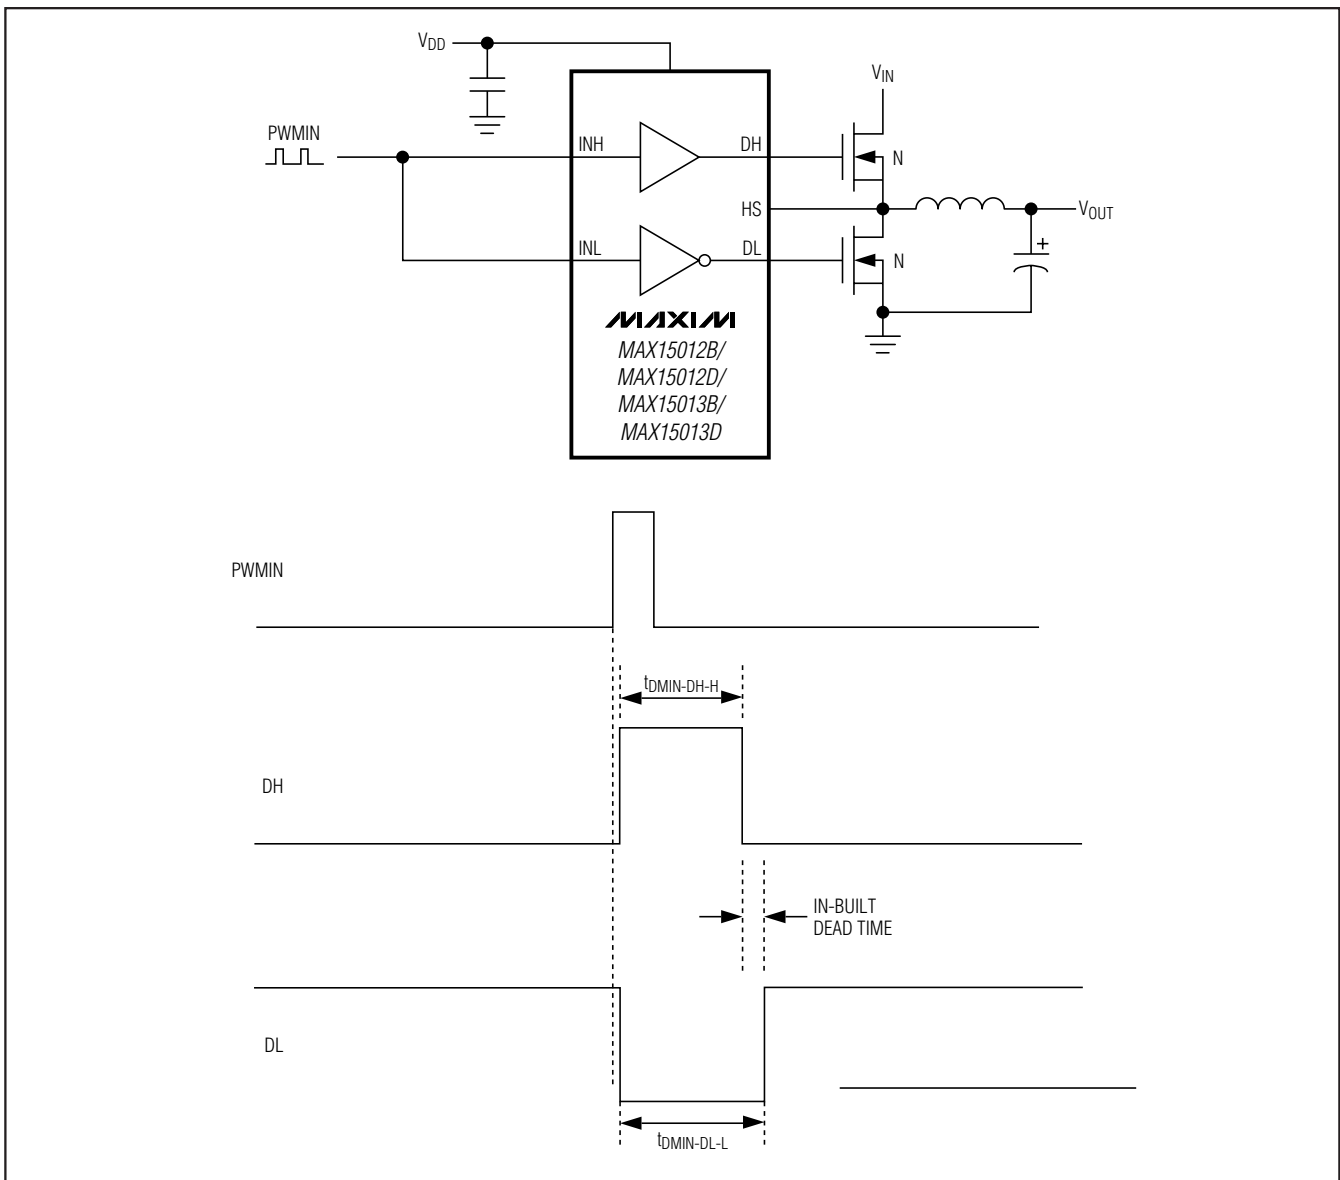 VDD
VIN
PWMIN
INH
DH
N
HS
VOUT
+
INL
DL
N
MAXIM
MAX15012B/
MAX15012D/
MAX15013B/
MAX15013D
PWMIN
tDMIN-DH-H
DH
IN-BUILT
DEAD TIME
DL
tDMIN-DL-L